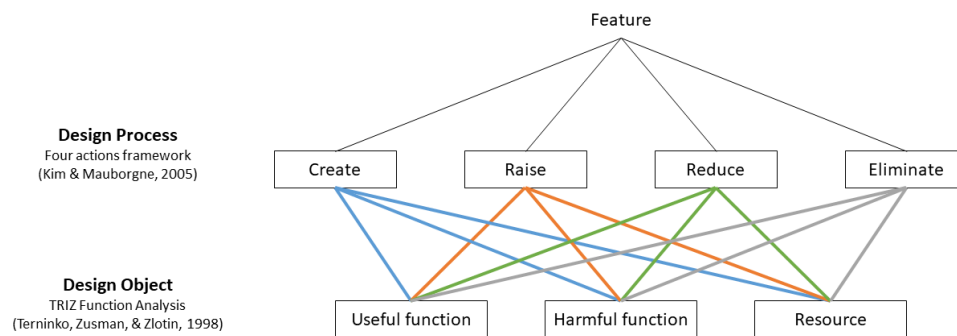 Feature
Design Process
Four actions framework
(Kim & Mauborgne, 2005)
Create
Raise
Reduce
Eliminate
Design Object
TRIZ Function Analysis
(Terninko, Zusman, & Zlotin, 1998)
Useful function
Harmful function
Resource